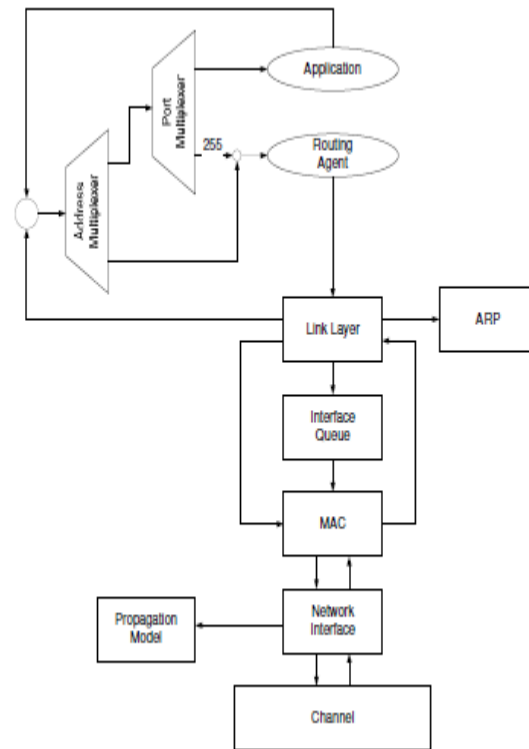 Application
Port
Multiplexer
255
Routing
Agent
Address
Multiplexer
Link Layer
ARP
Interface
Queue
MAC
Propagation
Model
Network
Interface
Channel